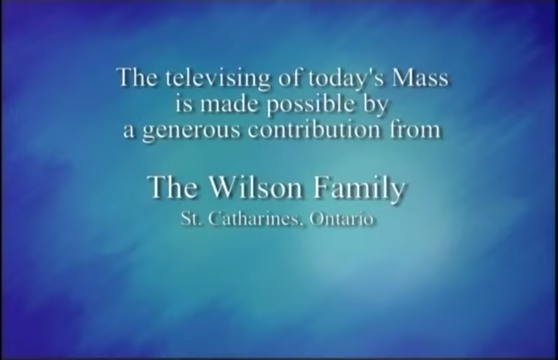 The televising of today's Mass
is made possible by
a generous contribution from
The Wilson Family
St. Catharines, Ontario